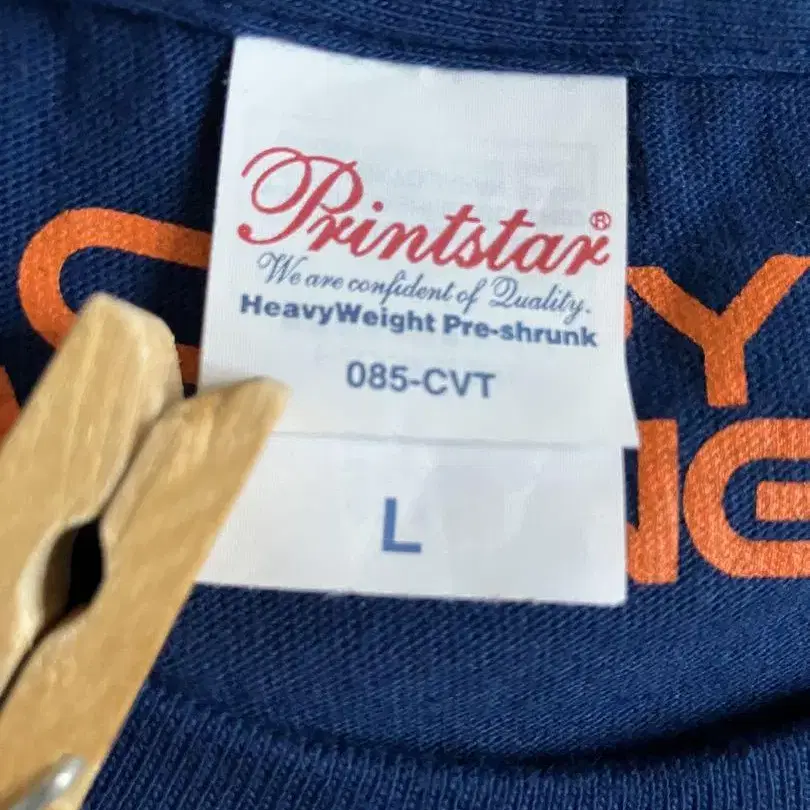 Printstar®
We are confident of Quality.
HeavyWeight Pre-shrunk
085-CVT
L